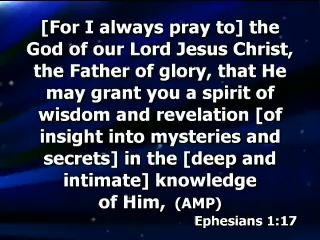 [For I always pray to] the
God of our Lord Jesus Christ,
the Father of glory, that He
may grant you a spirit of
wisdom and revelation [of
insight into mysteries and
secrets] in the [deep and
intimate] knowledge
of Him, (AMP)
Ephesians 1:17